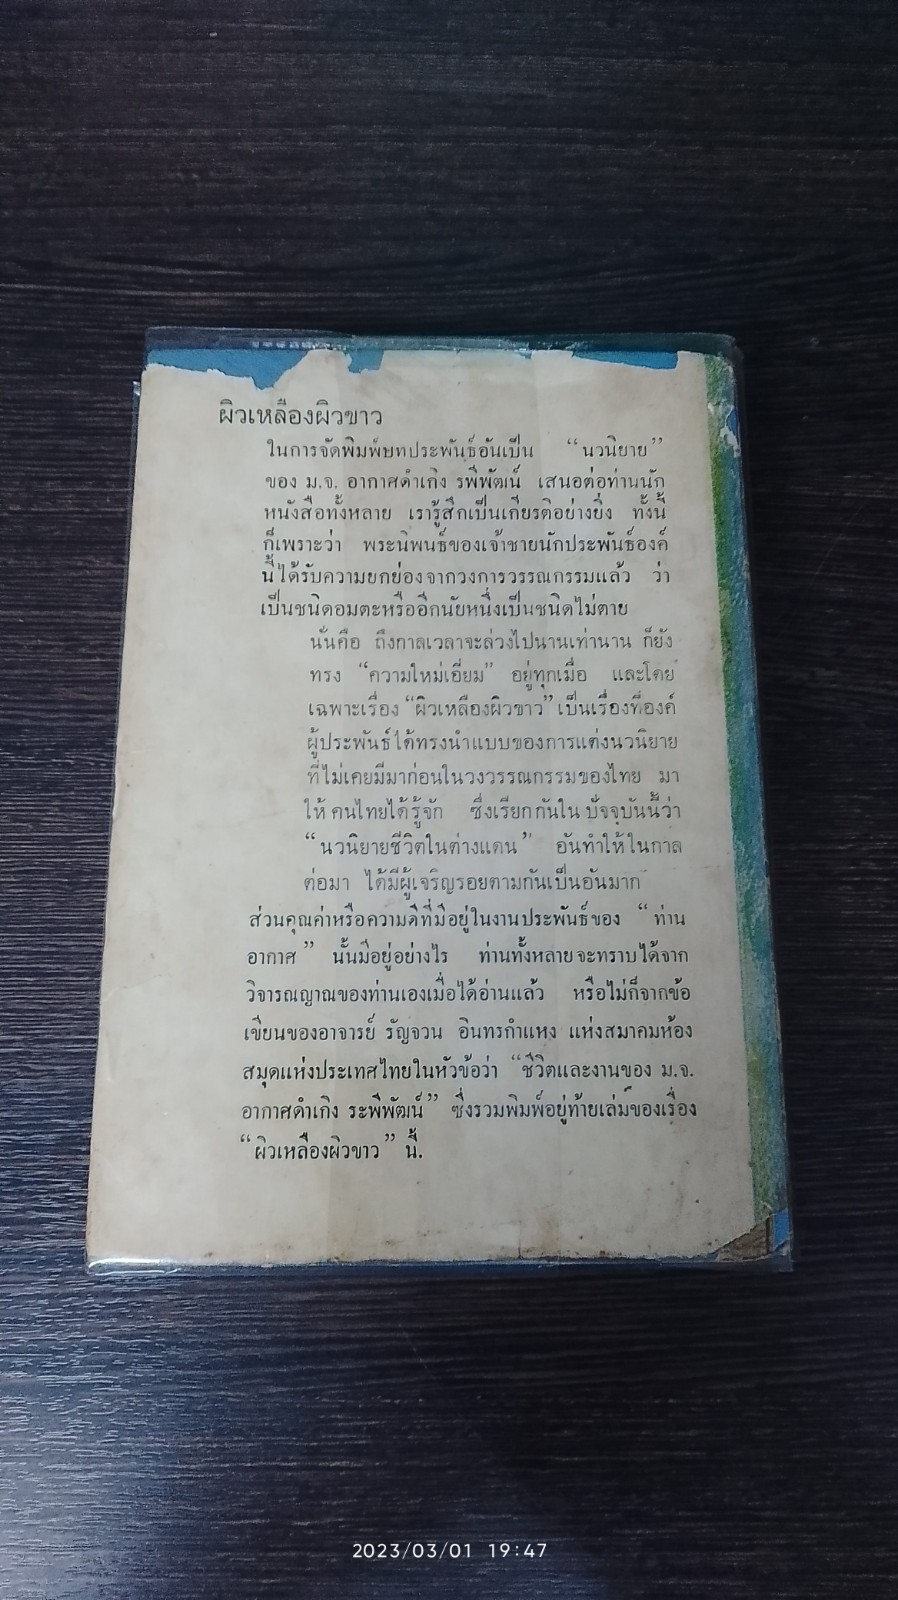 ผิวเหลืองผิวขาว
ในการจัดพิมพ์บทประพันธ์อันเป็น “นวนิยาย”
ของ ม.จ. อากาศดำเกิง รพีพัฒน์ เสนอต่อท่านนัก
หนังสือทั้งหลาย เรารู้สึกเป็นเกียรติอย่างยิ่ง ทั้งนี้
ก็เพราะว่า พระนิพนธ์ของเจ้าชายนักประพันธ์องค์
นี้ได้รับความยกย่องจากวงการวรรณกรรมแล้ว ว่า
เป็นชนิดอมตะหรืออีกนัยหนึ่งเป็นชนิดไม่ตาย
นั่นคือ ถึงกาลเวลาจะล่วงไปนานเท่านาน ก็ยัง
ทรง “ความใหม่เอี่ยม” อยู่ทุกเมื่อ และโดย
เฉพาะเรื่อง “ผิวเหลืองผิวขาว” เป็นเรื่องที่องค์
ผู้ประพันธ์ได้ทรงนำแบบของการแต่งนวนิยาย
ที่ไม่เคยมีมาก่อนในวงวรรณกรรมของไทย มา
ให้ คนไทยได้รู้จัก ซึ่งเรียกกันใน ปัจจุบันนี้ว่า
“นวนิยายชีวิตในต่างแดน” อันทำให้ในกาล
ต่อมา ได้มีผู้เจริญรอยตามกันเป็นอันมาก
ส่วนคุณค่าหรือความดีที่มีอยู่ในงานประพันธ์ของ “ท่าน
อากาศ” นั้นมีอยู่อย่างไร ท่านทั้งหลายจะทราบได้จาก
วิจารณญาณของท่านเองเมื่อได้อ่านแล้ว หรือไม่ก็จากข้อ
เขียนของอาจารย์ รัญจวน อินทรกำแหง แห่งสมาคมห้อง
สมุดแห่งประเทศไทยในหัวข้อว่า “ชีวิตและงานของ ม.จ.
อากาศดำเกิง ระพีพัฒน์” ซึ่งรวมพิมพ์อยู่ท้ายเล่มของเรื่อง
“ผิวเหลืองผิวขาว” นี้.
2023/03/01 19:47